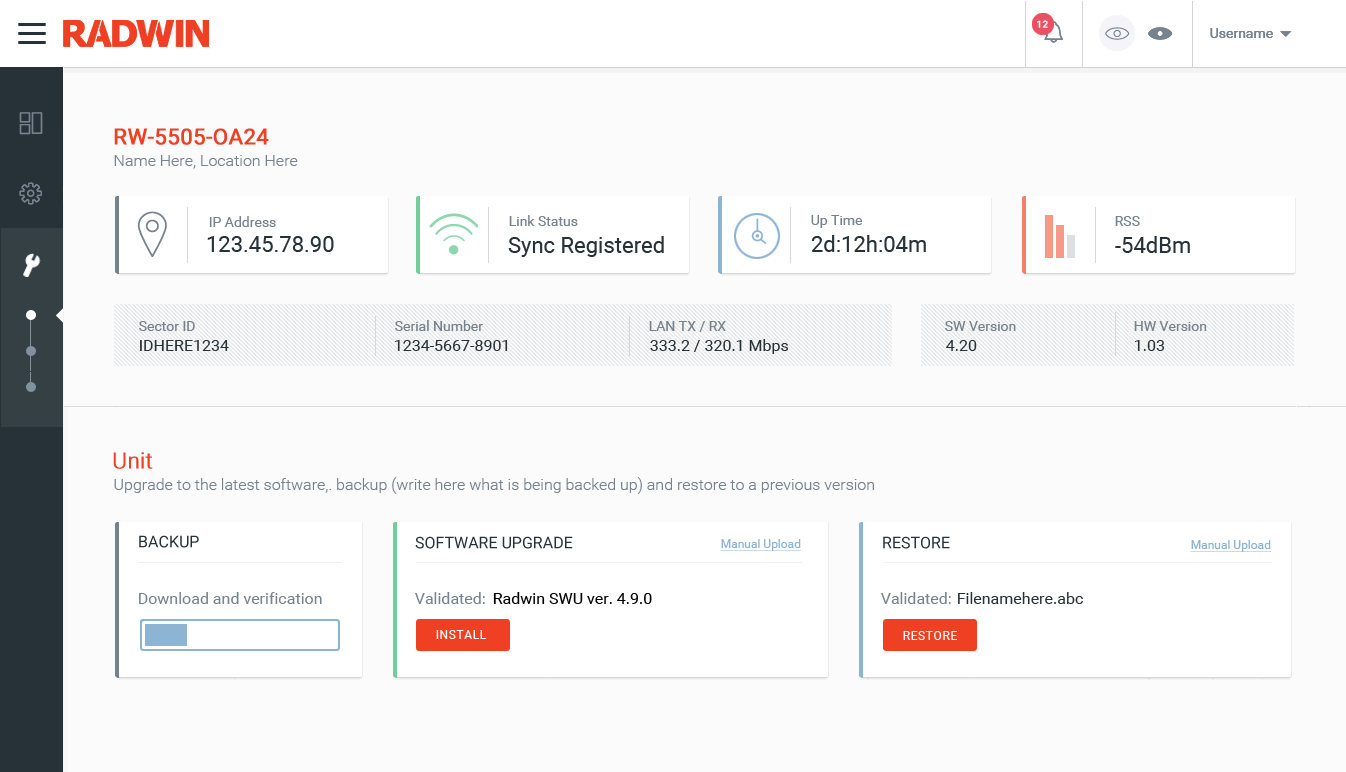 RADWIN
12
Username
RW-5505-OA24
Name Here, Location Here
IP Address
123.45.78.90
Link Status
Sync Registered
Up Time
2d:12h:04m
RSS
-54dBm
Sector ID
IDHERE1234
Serial Number
1234-5667-8901
LAN TX / RX
333.2 / 320.1 Mbps
SW Version
4.20
HW Version
1.03
Unit
Upgrade to the latest software,. backup (write here what is being backed up) and restore to a previous version
BACKUP
Download and verification
SOFTWARE UPGRADE
Manual Upload
Validated: Radwin SWU ver. 4.9.0
INSTALL
RESTORE
Manual Upload
Validated: Filenamehere.abc
RESTORE